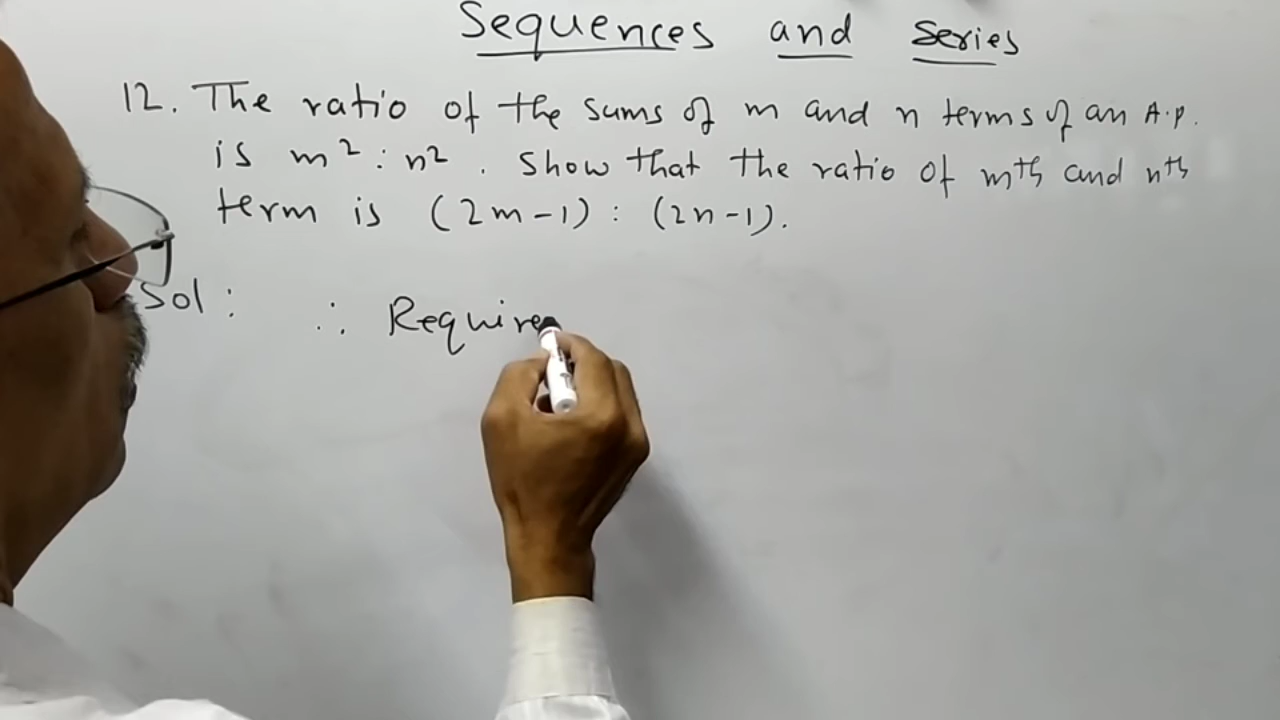 Sequences and Series
12. The ratio of the sums of m and n terms of an A.P.
is m² : n². Show that the ratio of mth and nth
term is (2m-1) : (2n-1).
Sol : ∴ Require